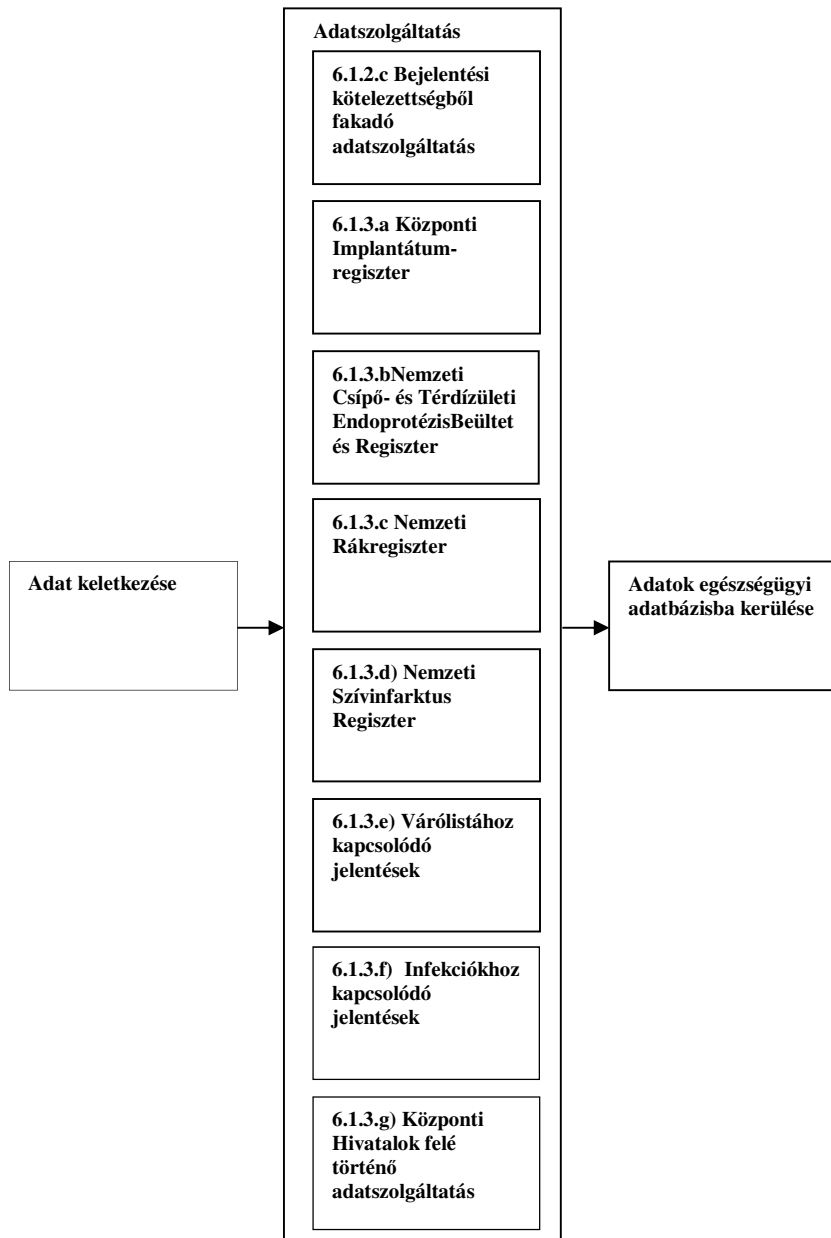 Adatszolgáltatás
6.1.2.c Bejelentési
kötelezettségből
fakadó
adatszolgáltatás
6.1.3.a Központi
Implantátum-
regiszter
6.1.3.bNemzeti
Csípő- és Térdízületi
EndoprotézisBeültet
és Regiszter
6.1.3.c Nemzeti
Rákregiszter
Adat keletkezése
Adatok egészségügyi
adatbázisba kerülése
6.1.3.d) Nemzeti
Szívinfarktus
Regiszter
6.1.3.e) Várólistához
kapcsolódó
jelentések
6.1.3.f) Infekciókhoz
kapcsolódó
jelentések
6.1.3.g) Központi
Hivatalok felé
történő
adatszolgáltatás